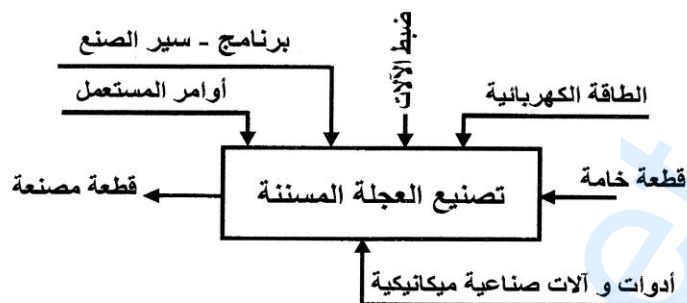 برنامج - سير الصنع
ضبط الآلات
أوامر المستعمل
الطاقة الكهربائية
قطعة خامة
تصنيع العجلة المسننة
قطعة مصنعة
أدوات و آلات صناعية ميكانيكية